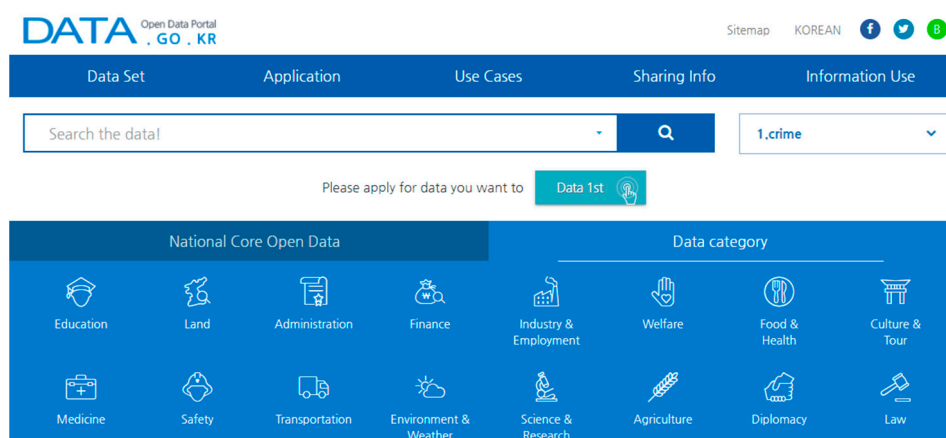 DATA Open Data Portal
. GO . KR
Sitemap KOREAN f B
Data Set Application Use Cases Sharing Info Information Use
Search the data! 1.crime
Please apply for data you want to Data 1st
National Core Open Data Data category
Education Land Administration Finance Industry & Employment Welfare Food & Health Culture & Tour
Medicine Safety Transportation Environment & Weather Science & Research Agriculture Diplomacy Law